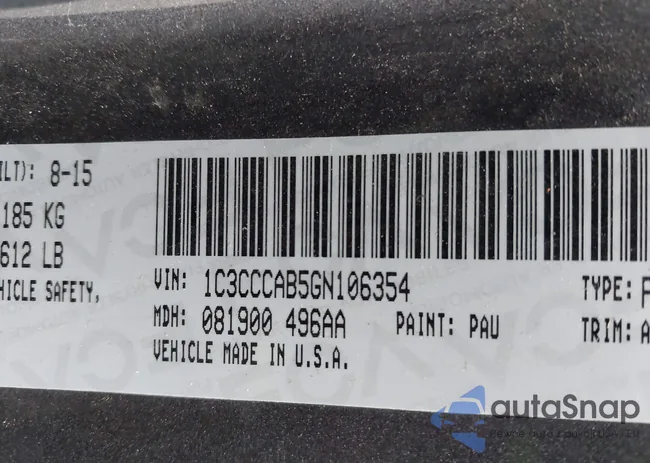 ILT): 8-15
185 KG
612 LB
HICLE SAFETY,
VIN: 1C3CCCAB5GN106354
TYPE:
MDH: 081900 496AA PAINT: PAU TRIM: A
VEHICLE MADE IN U.S.A.
autoSnap